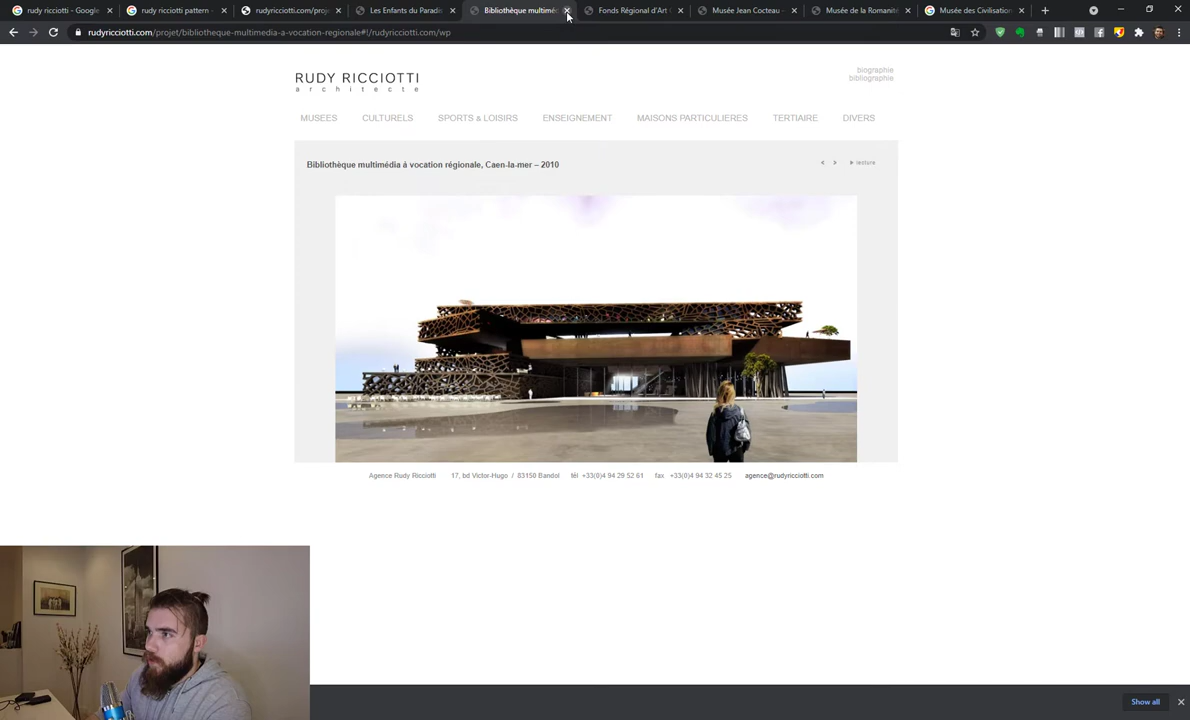 rudy ricciotti - Google
rudy ricciotti pattern -
rudyricciotti.com/proje
Les Enfants du Paradis
Bibliothèque multimédi
Fonds Régional d'Art C
Musée Jean Cocteau -
Musée de la Romanité
Musée des Civilisation
rudyricciotti.com/projet/bibliotheque-multimedia-a-vocation-regionale#!/rudyricciotti.com/wp
RUDY RICCIOTTI
architecte
biographie
bibliographie
MUSEES CULTURELS SPORTS & LOISIRS ENSEIGNEMENT MAISONS PARTICULIERES TERTIAIRE DIVERS
Bibliothèque multimédia à vocation régionale, Caen-la-mer – 2010
< > lecture
Agence Rudy Ricciotti 17, bd Victor-Hugo / 83150 Bandol tél +33(0)4 94 29 52 61 fax +33(0)4 94 32 45 25 agence@rudyricciotti.com
Show all